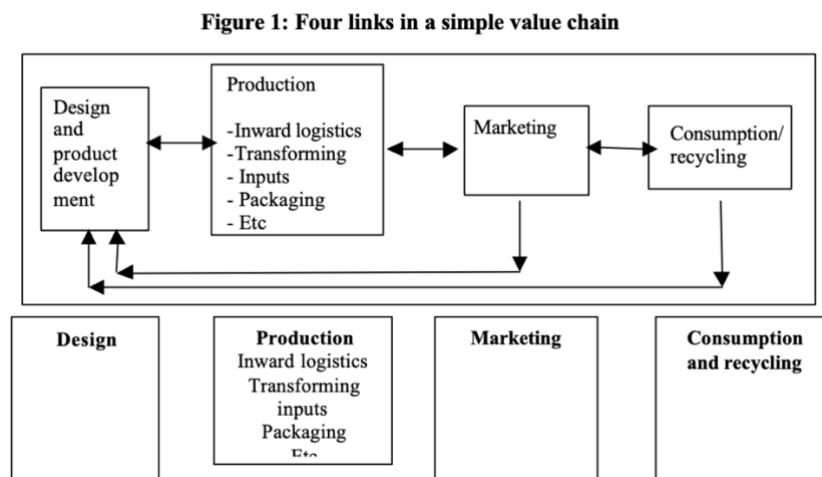 Figure 1: Four links in a simple value chain
Design
and
product
develop
ment
Production
-Inward logistics
-Transforming
- Inputs
- Packaging
- Etc
Marketing
Consumption/
recycling
Design
Production
Inward logistics
Transforming
inputs
Packaging
Etc
Marketing
Consumption
and recycling